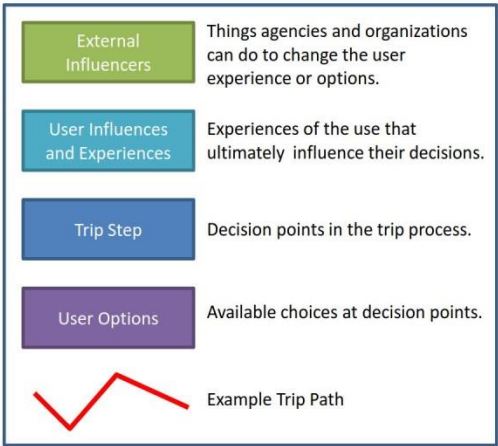 External
Influencers
Things agencies and organizations
can do to change the user
experience or options.
User Influences
and Experiences
Experiences of the use that
ultimately influence their decisions.
Trip Step
Decision points in the trip process.
User Options
Available choices at decision points.
Example Trip Path